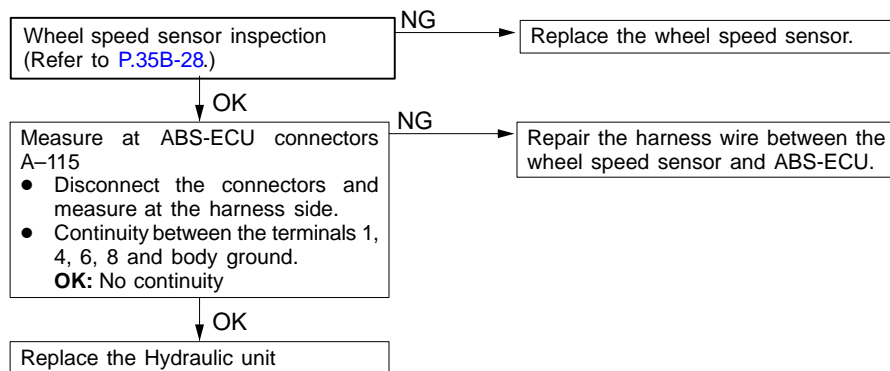 Wheel speed sensor inspection
(Refer to P.35B-28.)
NG
Replace the wheel speed sensor.
OK
Measure at ABS-ECU connectors
A–115
● Disconnect the connectors and
measure at the harness side.
● Continuity between the terminals 1,
4, 6, 8 and body ground.
OK: No continuity
NG
Repair the harness wire between the
wheel speed sensor and ABS-ECU.
OK
Replace the Hydraulic unit